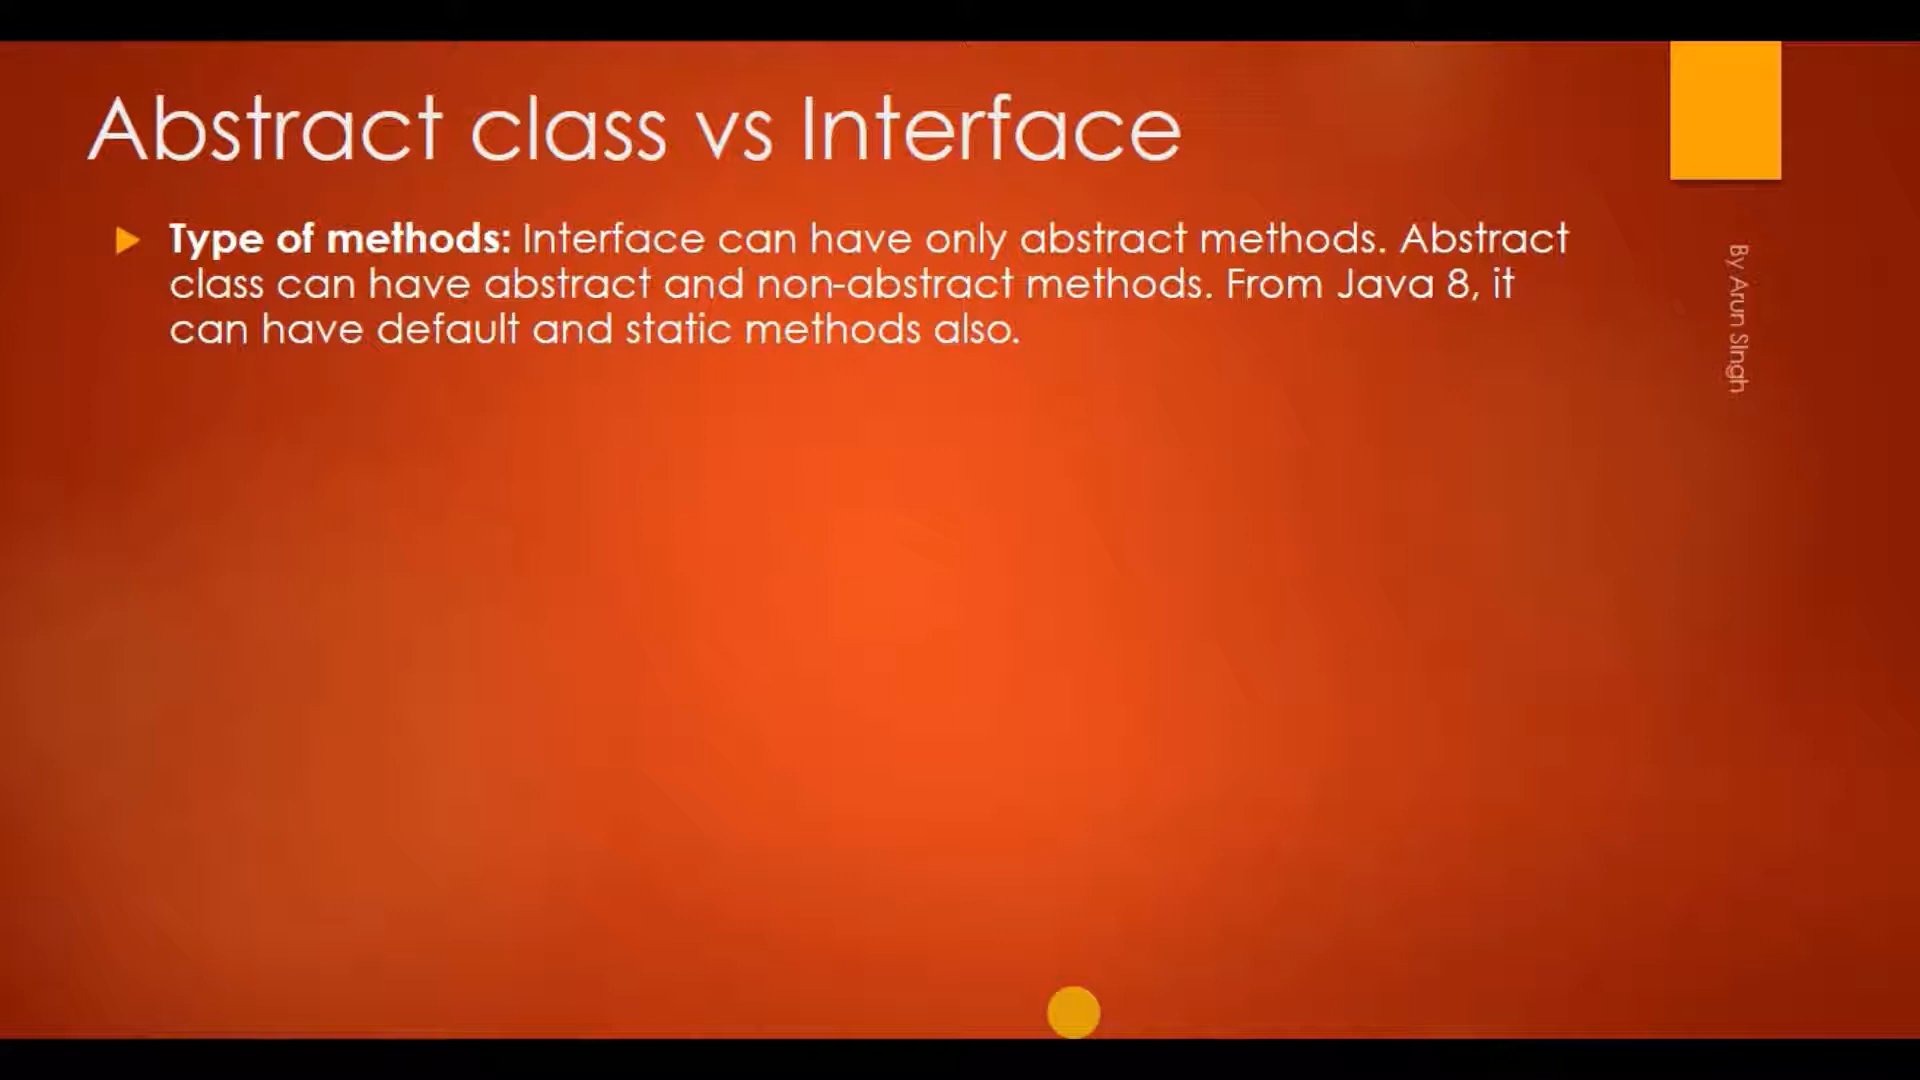 Abstract class vs Interface
Type of methods: Interface can have only abstract methods. Abstract
class can have abstract and non-abstract methods. From Java 8, it
can have default and static methods also.
By Arun Singh